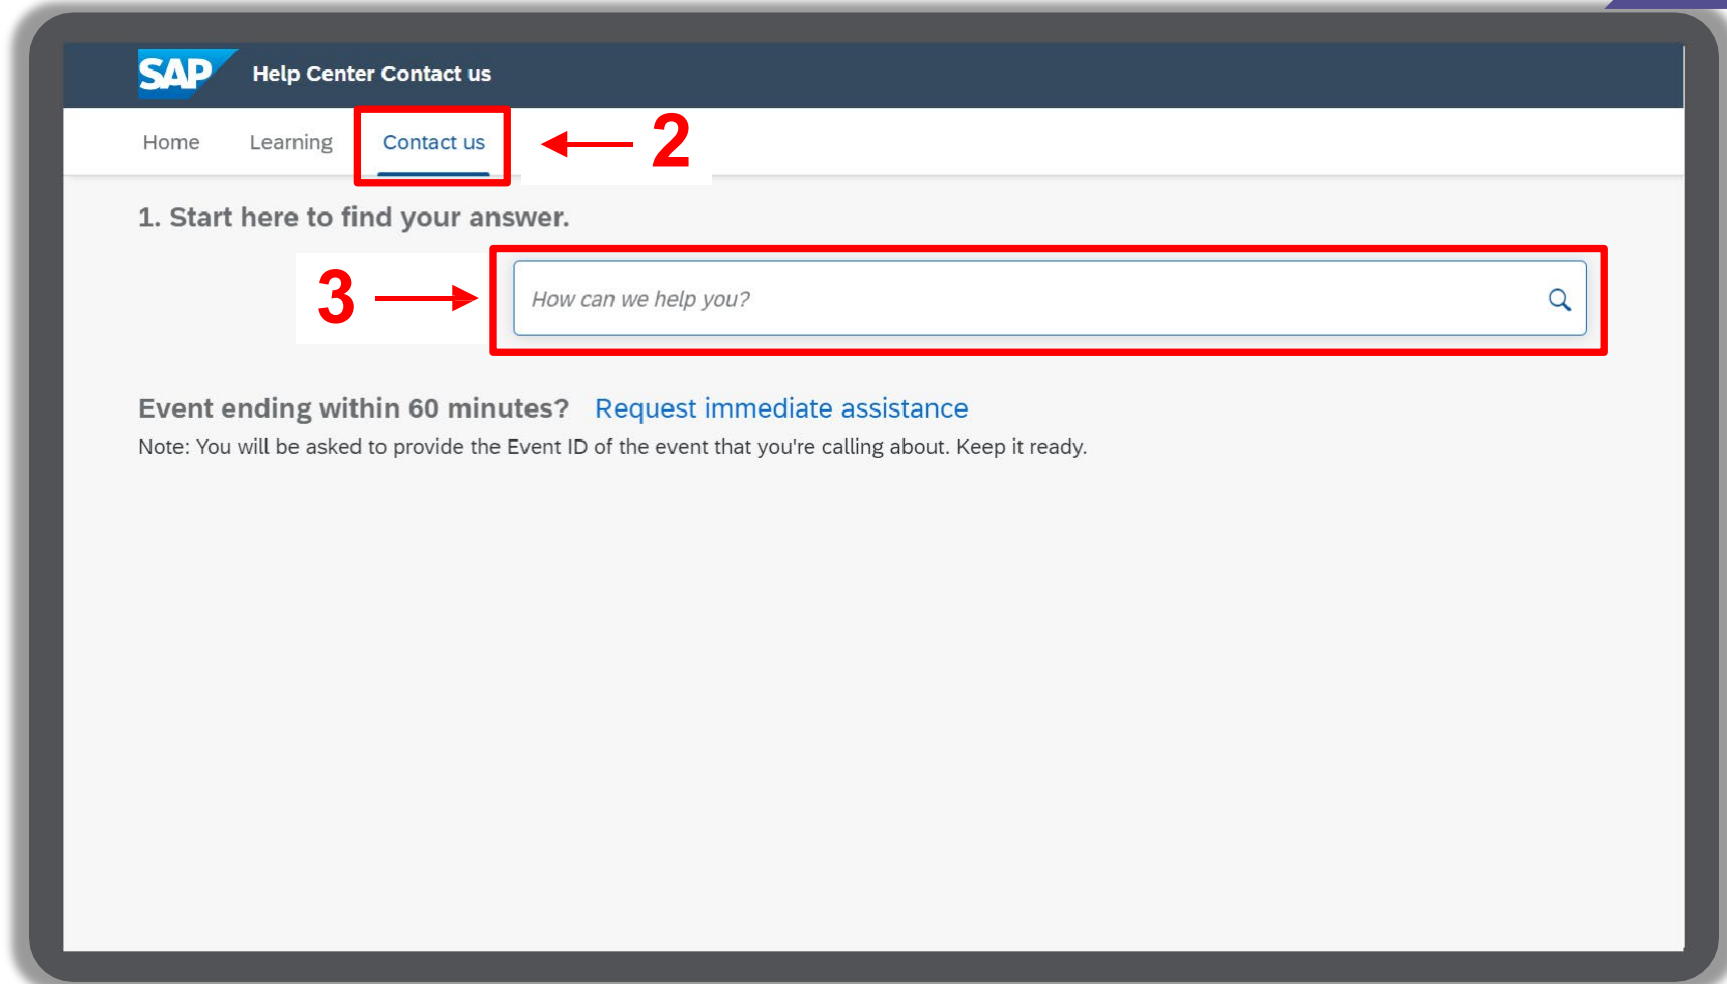 SAP Help Center Contact us
Home Learning Contact us 2
1. Start here to find your answer.
3 How can we help you?
Event ending within 60 minutes? Request immediate assistance
Note: You will be asked to provide the Event ID of the event that you're calling about. Keep it ready.